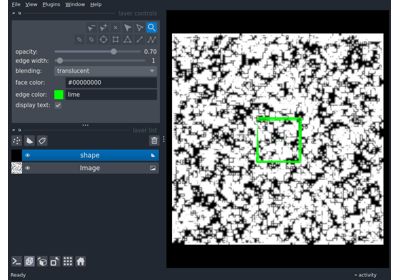 File View Plugins Window Help
layer controls
opacity: 0.70
edge width: 1
blending: translucent
face color: #00000000
edge color: lime
display text:
layer list
shape
Image
Ready
activity